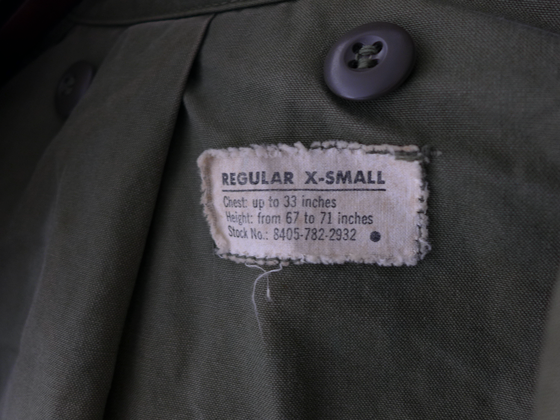 REGULAR X-SMALL
Chest: up to 33 inches
Height: from 67 to 71 inches
Stock No.: 8405-782-2932